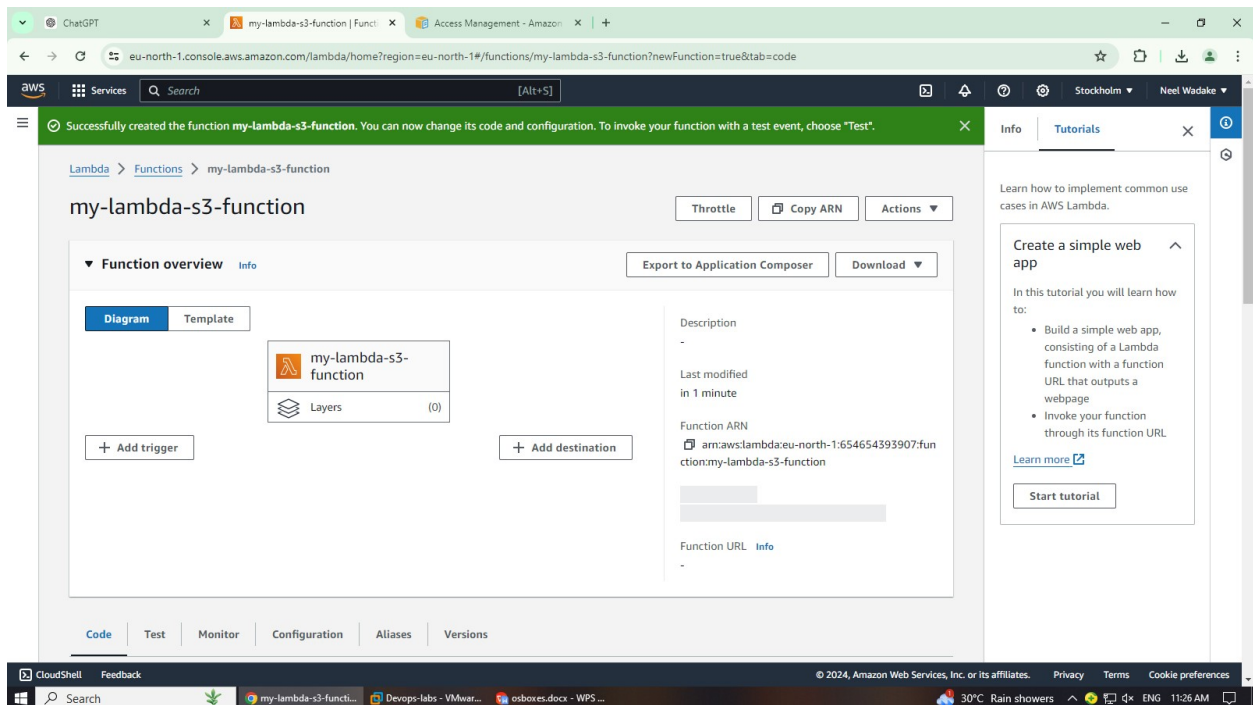 ChatGPT
my-lambda-s3-function | Functi
Access Management - Amazon
eu-north-1.console.aws.amazon.com/lambda/home?region=eu-north-1#/functions/my-lambda-s3-function?newFunction=true&tab=code
aws
Services
Search
[Alt+S]
Stockholm ▼
Neel Wadake ▼
Successfully created the function my-lambda-s3-function. You can now change its code and configuration. To invoke your function with a test event, choose "Test".
Info
Tutorials
Lambda > Functions > my-lambda-s3-function
my-lambda-s3-function
Throttle
Copy ARN
Actions ▼
Function overview Info
Export to Application Composer
Download ▼
Diagram
Template
my-lambda-s3-
function
Layers (0)
+ Add trigger
+ Add destination
Description
-
Last modified
in 1 minute
Function ARN
arn:aws:lambda:eu-north-1:654654393907:fun
ction:my-lambda-s3-function
Function URL Info
-
Learn how to implement common use
cases in AWS Lambda.
Create a simple web
app
In this tutorial you will learn how
to:
• Build a simple web app,
consisting of a Lambda
function with a function
URL that outputs a
webpage
• Invoke your function
through its function URL
Learn more
Start tutorial
Code
Test
Monitor
Configuration
Aliases
Versions
CloudShell
Feedback
© 2024, Amazon Web Services, Inc. or its affiliates.
Privacy
Terms
Cookie preferences
Search
my-lambda-s3-functi...
Devops-labs - VMwar...
osboxes.docx - WPS ...
30°C Rain showers
ENG
11:26 AM